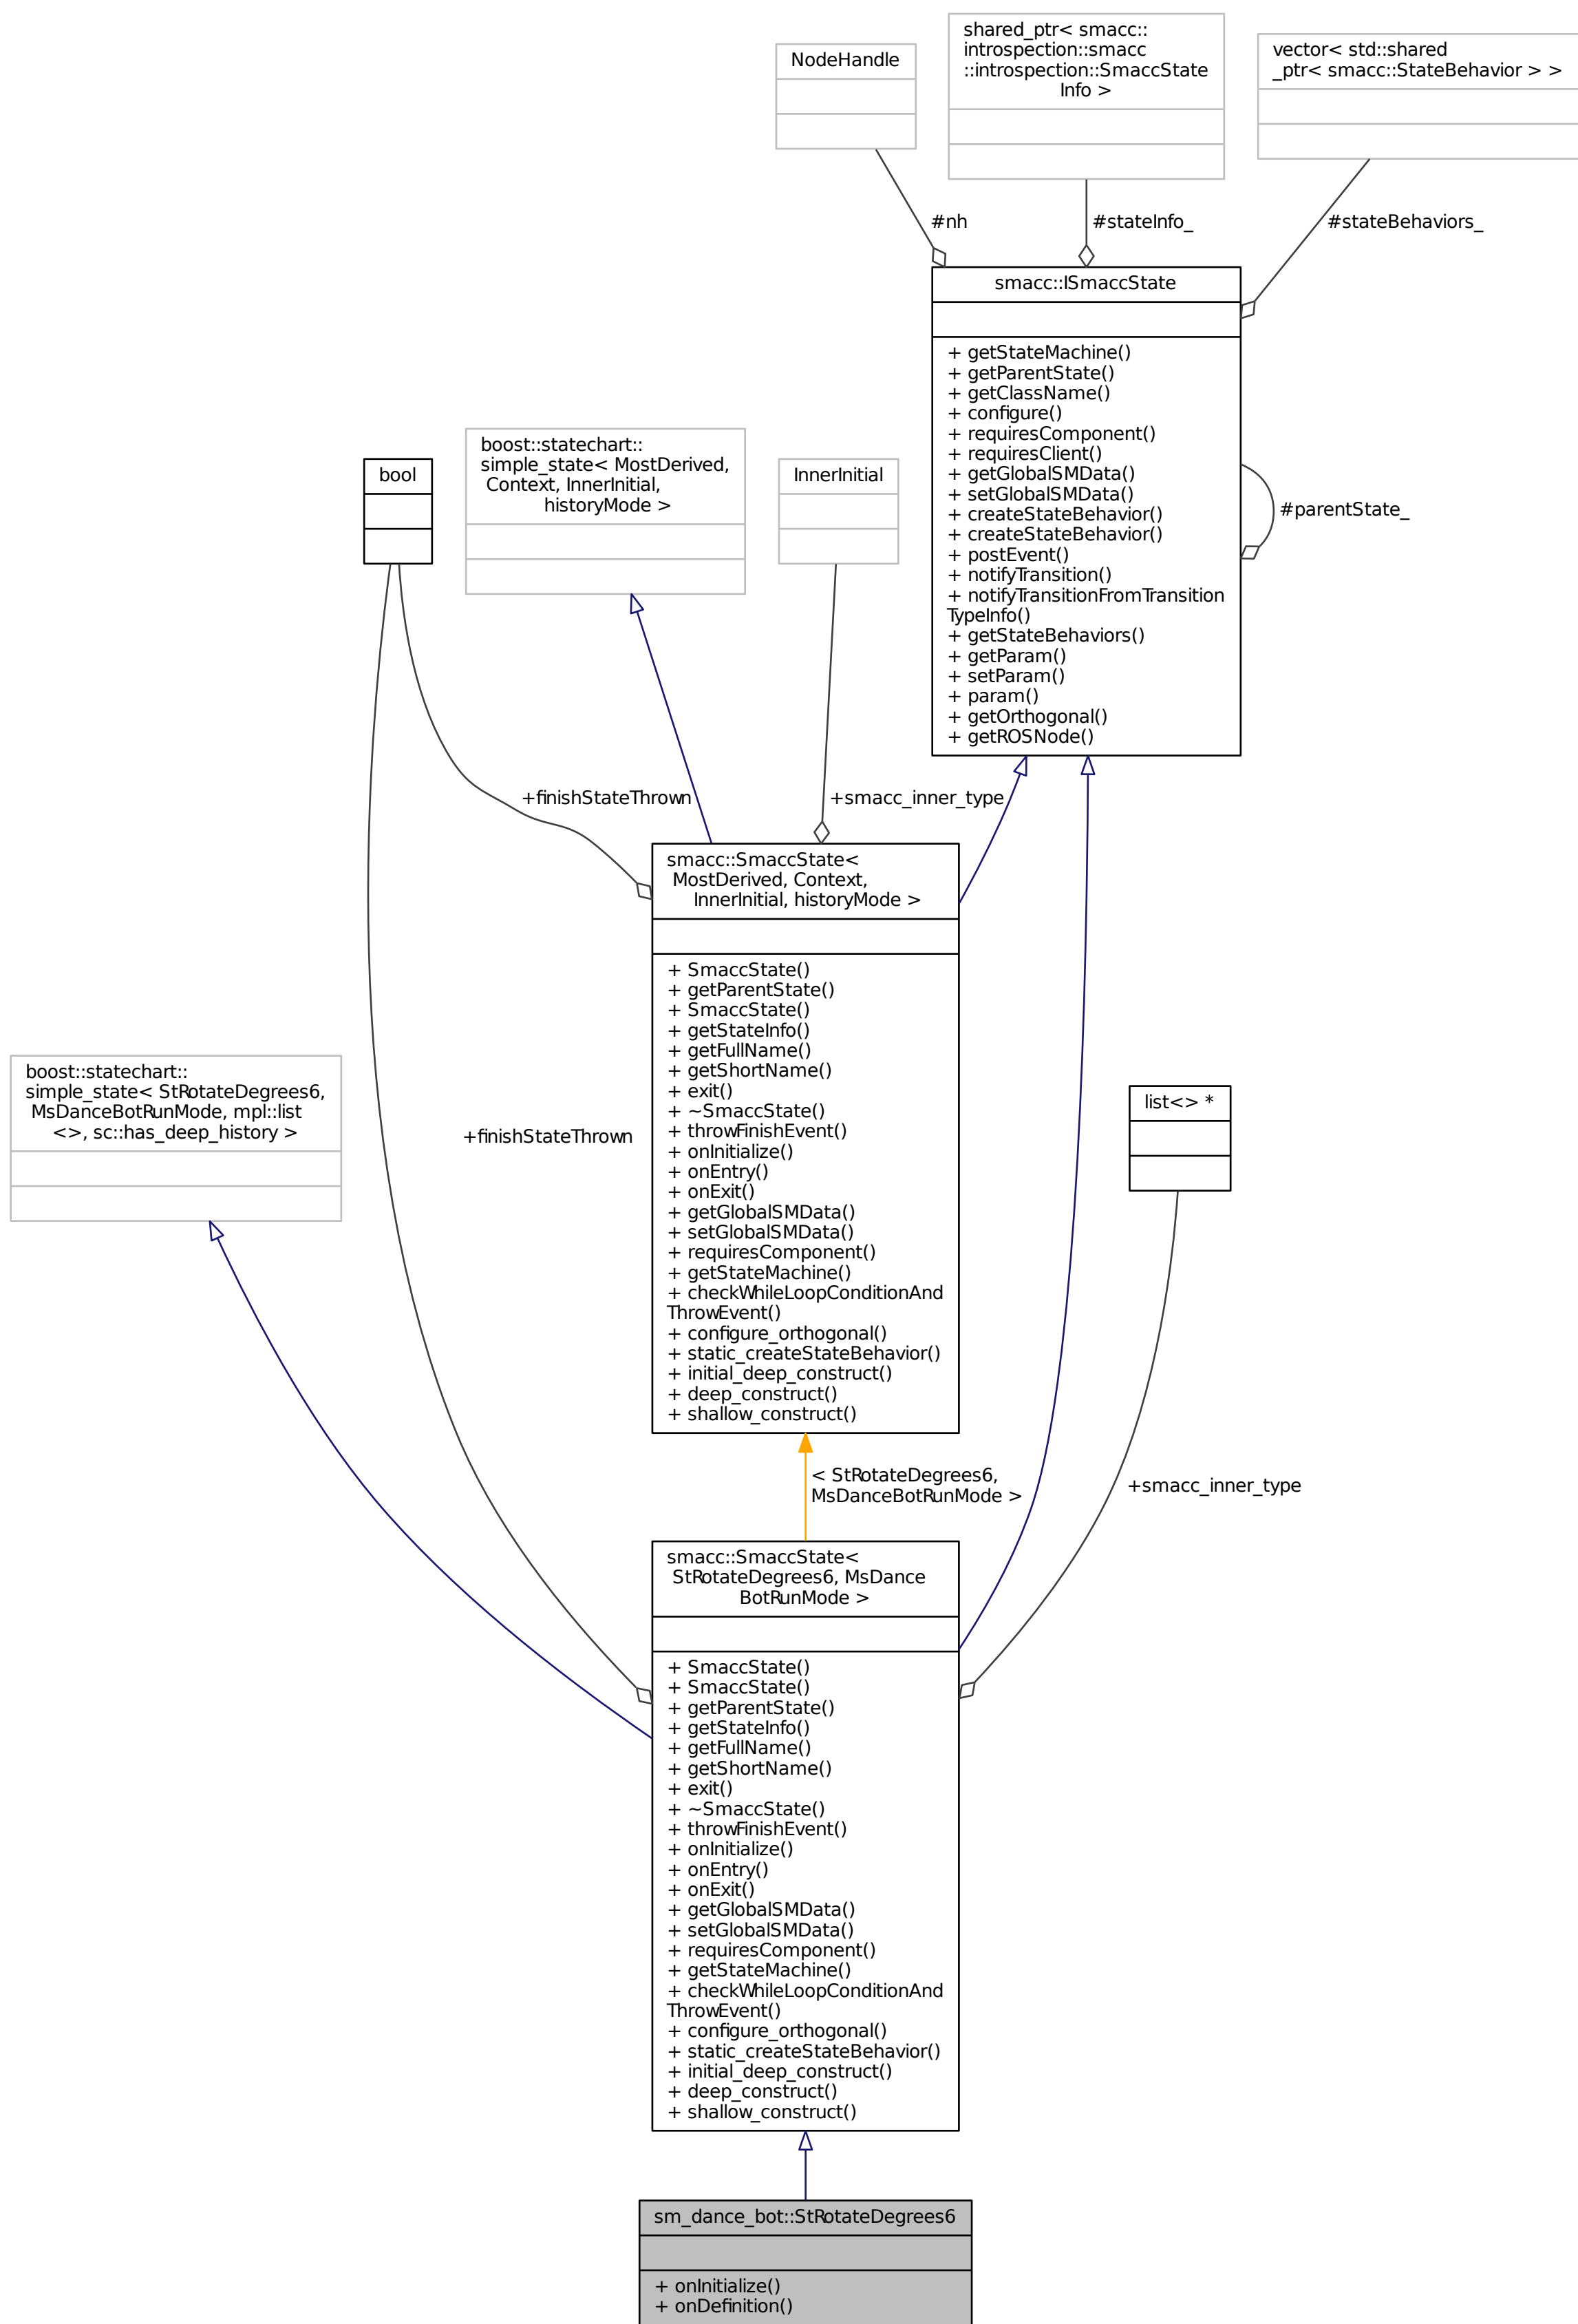 shared_ptr< smacc::
introspection::smacc
::introspection::SmaccState
Info >
NodeHandle
vector< std::shared
_ptr< smacc::StateBehavior > >
#nh
#stateInfo_
#stateBehaviors_
smacc::ISmaccState
+ getStateMachine()
+ getParentState()
+ getClassName()
+ configure()
+ requiresComponent()
+ requiresClient()
+ getGlobalSMData()
+ setGlobalSMData()
+ createStateBehavior()
+ createStateBehavior()
+ postEvent()
+ notifyTransition()
+ notifyTransitionFromTransition
TypeInfo()
+ getStateBehaviors()
+ getParam()
+ setParam()
+ param()
+ getOrthogonal()
+ getROSNode()
#parentState_
bool
boost::statechart::
simple_state< MostDerived,
Context, InnerInitial,
historyMode >
InnerInitial
+finishStateThrown
+smacc_inner_type
smacc::SmaccState<
MostDerived, Context,
InnerInitial, historyMode >
+ SmaccState()
+ getParentState()
+ SmaccState()
+ getStateInfo()
+ getFullName()
+ getShortName()
+ exit()
+ ~SmaccState()
+ throwFinishEvent()
+ onInitialize()
+ onEntry()
+ onExit()
+ getGlobalSMData()
+ setGlobalSMData()
+ requiresComponent()
+ getStateMachine()
+ checkWhileLoopConditionAnd
ThrowEvent()
+ configure_orthogonal()
+ static_createStateBehavior()
+ initial_deep_construct()
+ deep_construct()
+ shallow_construct()
boost::statechart::
simple_state< StRotateDegrees6,
MsDanceBotRunMode, mpl::list
<>, sc::has_deep_history >
+finishStateThrown
list<> *
< StRotateDegrees6,
MsDanceBotRunMode >
+smacc_inner_type
smacc::SmaccState<
StRotateDegrees6, MsDance
BotRunMode >
+ SmaccState()
+ SmaccState()
+ getParentState()
+ getStateInfo()
+ getFullName()
+ getShortName()
+ exit()
+ ~SmaccState()
+ throwFinishEvent()
+ onInitialize()
+ onEntry()
+ onExit()
+ getGlobalSMData()
+ setGlobalSMData()
+ requiresComponent()
+ getStateMachine()
+ checkWhileLoopConditionAnd
ThrowEvent()
+ configure_orthogonal()
+ static_createStateBehavior()
+ initial_deep_construct()
+ deep_construct()
+ shallow_construct()
sm_dance_bot::StRotateDegrees6
+ onInitialize()
+ onDefinition()